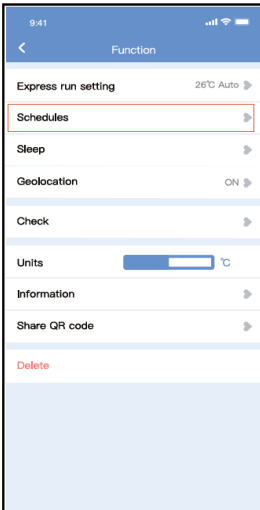 9:41
Function
Express run setting 26℃ Auto
Schedules
Sleep
Geolocation ON
Check
Units ℃
Information
Share QR code
Delete